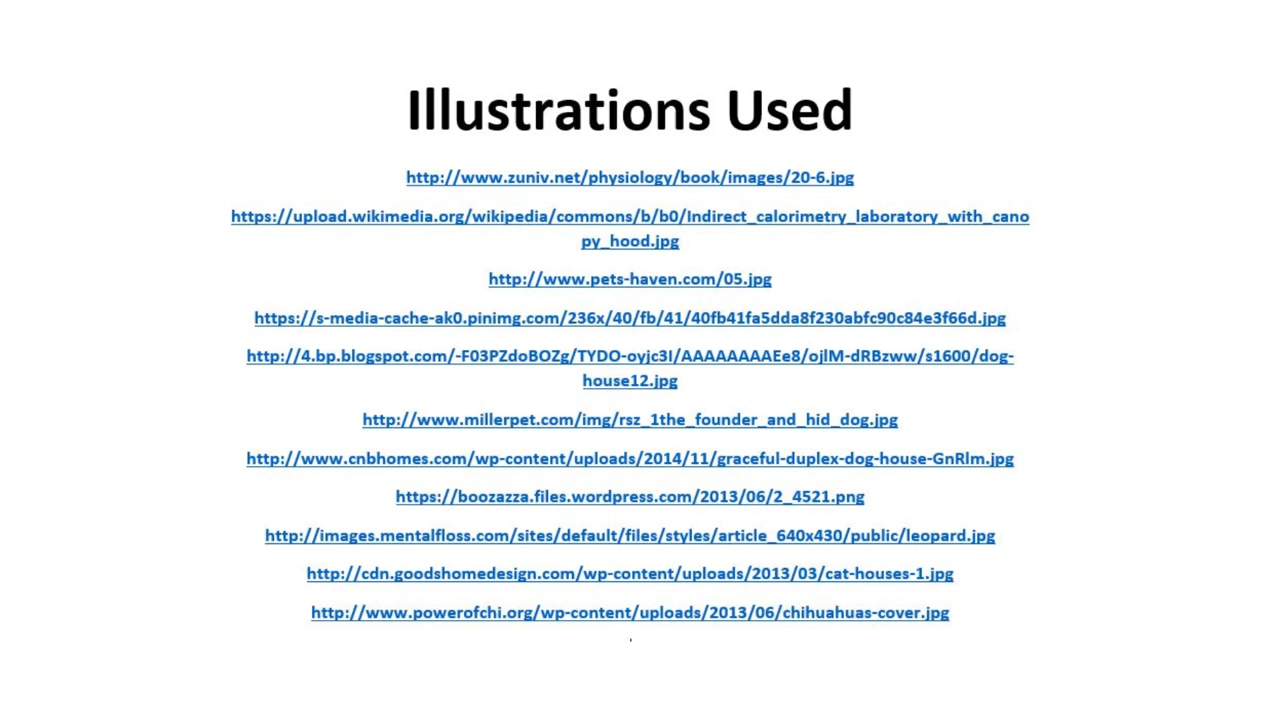 Illustrations Used
http://www.zuniv.net/physiology/book/images/20-6.jpg
https://upload.wikimedia.org/wikipedia/commons/b/b0/Indirect_calorimetry_laboratory_with_cano
py_hood.jpg
http://www.pets-haven.com/05.jpg
https://s-media-cache-ak0.pinimg.com/236x/40/fb/41/40fb41fa5dda8f230abfc90c84e3f66d.jpg
http://4.bp.blogspot.com/-F03PZdoBOZg/TYDO-oyjc3I/AAAAAAAAEe8/ojlM-dRBzww/s1600/dog-
house12.jpg
http://www.millerpet.com/img/rsz_1the_founder_and_hid_dog.jpg
http://www.cnbhomes.com/wp-content/uploads/2014/11/graceful-duplex-dog-house-GnRlm.jpg
https://boozazza.files.wordpress.com/2013/06/2_4521.png
http://images.mentalfloss.com/sites/default/files/styles/article_640x430/public/leopard.jpg
http://cdn.goodshomedesign.com/wp-content/uploads/2013/03/cat-houses-1.jpg
http://www.powerofchi.org/wp-content/uploads/2013/06/chihuahuas-cover.jpg